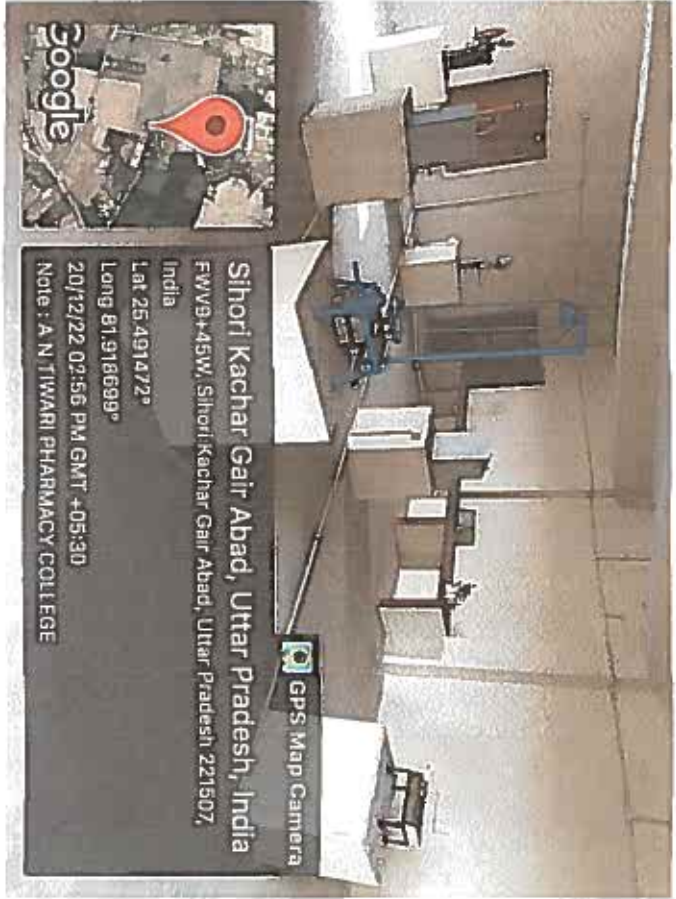 GPS Map Camera
Sihori Kachar Gair Abad, Uttar Pradesh, India
FWV9+45W, Sihori Kachar Gair Abad, Uttar Pradesh 221507,
India
Lat 25.491472°
Long 81.918699°
20/12/22 02:56 PM GMT +05:30
Note : A N TIWARI PHARMACY COLLEGE
Google